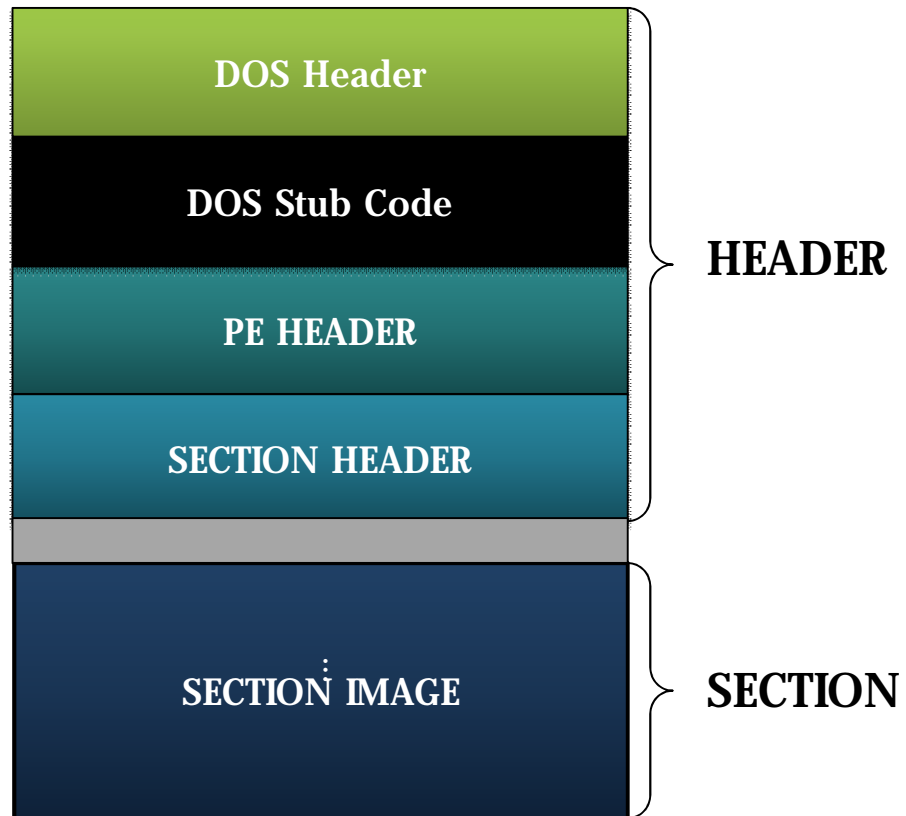 DOS Header
DOS Stub Code
PE HEADER
SECTION HEADER
HEADER
⋮
SECTION IMAGE
SECTION